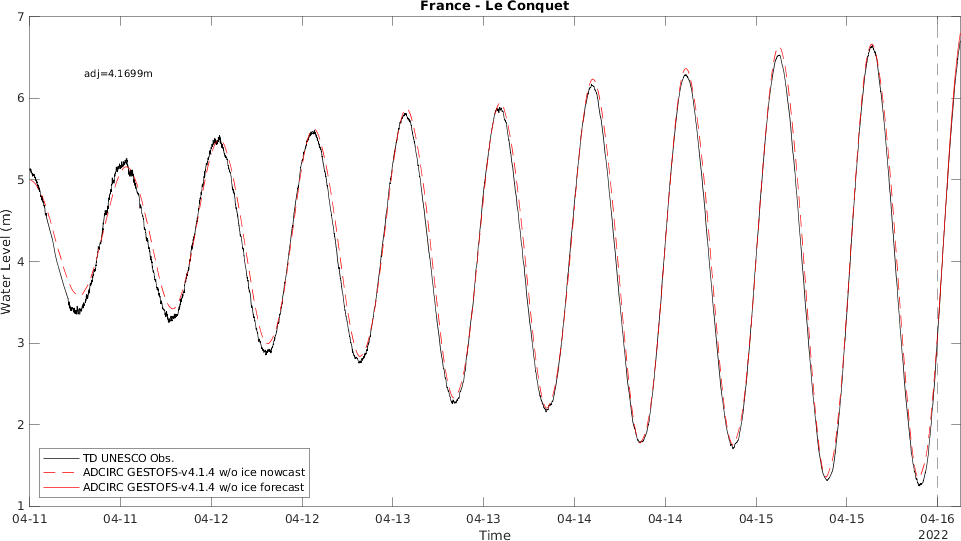 France - Le Conquet
7
adj=4.1699m
6
5
4
3
2
1
Water Level (m)
TD UNESCO Obs.
ADCIRC GESTOFS-v4.1.4 w/o ice nowcast
ADCIRC GESTOFS-v4.1.4 w/o ice forecast
04-11 04-11 04-12 04-12 04-13 04-13 04-14 04-14 04-15 04-15 04-16
Time 2022